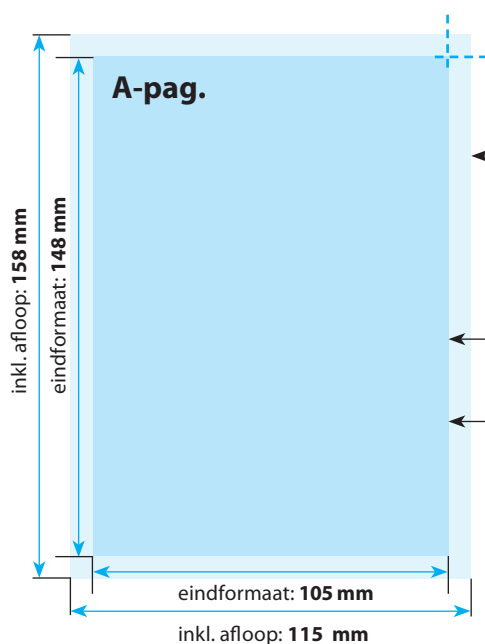 A-pag.
inkl. afloop: 158 mm
eindformaat: 148 mm
eindformaat: 105 mm
inkl. afloop: 115 mm